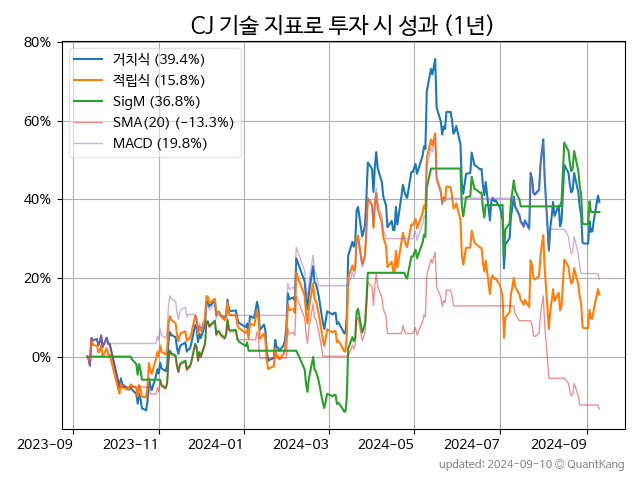 CJ 기술 지표로 투자 시 성과 (1년)
80%
60%
40%
20%
0%
거치식 (39.4%)
적립식 (15.8%)
SigM (36.8%)
SMA(20) (-13.3%)
MACD (19.8%)
2023-09 2023-11 2024-01 2024-03 2024-05 2024-07 2024-09
updated: 2024-09-10 ⓒ QuantKang